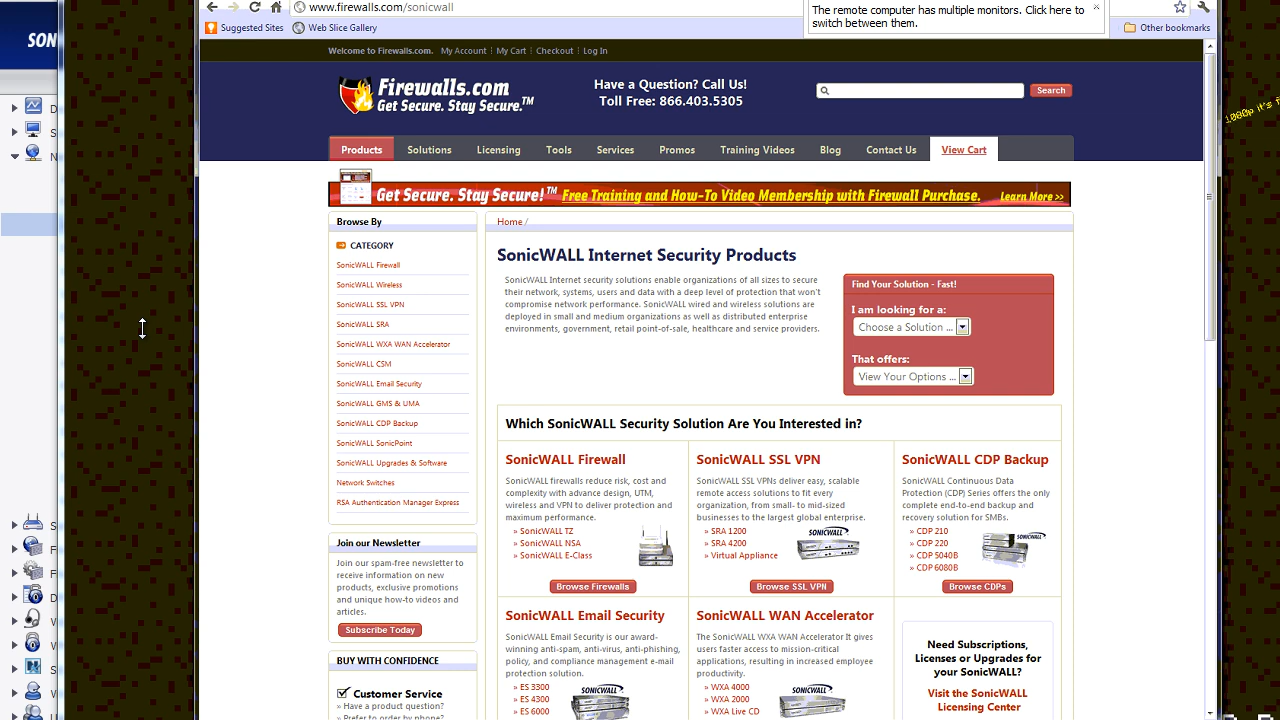 www.firewalls.com/sonicwall
The remote computer has multiple monitors. Click here to
switch between them.
Suggested Sites
Web Slice Gallery
Other bookmarks
SON
Welcome to Firewalls.com. My Account | My Cart | Checkout | Log In
Firewalls.com
Get Secure. Stay Secure.™
Have a Question? Call Us!
Toll Free: 866.403.5305
Search
1080p it's f
Products
Solutions
Licensing
Tools
Services
Promos
Training Videos
Blog
Contact Us
View Cart
Get Secure. Stay Secure!™ Free Training and How-To Video Membership with Firewall Purchase. Learn More >>
Browse By
CATEGORY
SonicWALL Firewall
SonicWALL Wireless
SonicWALL SSL VPN
SonicWALL SRA
SonicWALL WXA WAN Accelerator
SonicWALL CSM
SonicWALL Email Security
SonicWALL GMS & UMA
SonicWALL CDP Backup
SonicWALL SonicPoint
SonicWALL Upgrades & Software
Network Switches
RSA Authentication Manager Express
Join our Newsletter
Join our spam-free newsletter to
receive information on new
products, exclusive promotions
and unique how-to videos and
articles.
Subscribe Today
BUY WITH CONFIDENCE
Customer Service
› Have a product question?
› Prefer to order by phone?
Home /
SonicWALL Internet Security Products
SonicWALL Internet security solutions enable organizations of all sizes to secure
their network, systems, users and data with a deep level of protection that won't
compromise network performance. SonicWALL wired and wireless solutions are
deployed in small and medium organizations as well as distributed enterprise
environments, government, retail point-of-sale, healthcare and service providers.
Find Your Solution - Fast!
I am looking for a:
Choose a Solution ...
That offers:
View Your Options ...
Which SonicWALL Security Solution Are You Interested in?
SonicWALL Firewall
SonicWALL firewalls reduce risk, cost and
complexity with advance design, UTM,
wireless and VPN to deliver protection and
maximum performance.
» SonicWALL TZ
» SonicWALL NSA
» SonicWALL E-Class
Browse Firewalls
SonicWALL SSL VPN
SonicWALL SSL VPNs deliver easy, scalable
remote access solutions to fit every
organization, from small- to mid-sized
businesses to the largest global enterprise.
» SRA 1200
» SRA 4200
» Virtual Appliance
SONICWALL
Browse SSL VPN
SonicWALL CDP Backup
SonicWALL Continuous Data
Protection (CDP) Series offers the only
complete end-to-end backup and
recovery solution for SMBs.
» CDP 210
» CDP 220
» CDP 5040B
» CDP 6080B
SONICWALL
Browse CDPs
SonicWALL Email Security
SonicWALL Email Security is our award-
winning anti-spam, anti-virus, anti-phishing,
policy, and compliance management e-mail
protection solution.
» ES 3300
» ES 4300
» ES 6000
SONICWALL
SonicWALL WAN Accelerator
The SonicWALL WXA WAN Accelerator It gives
users faster access to mission-critical
applications, resulting in increased employee
productivity.
» WXA 4000
» WXA 2000
» WXA Live CD
SONICWALL
Need Subscriptions,
Licenses or Upgrades for
your SonicWALL?
Visit the SonicWALL
Licensing Center